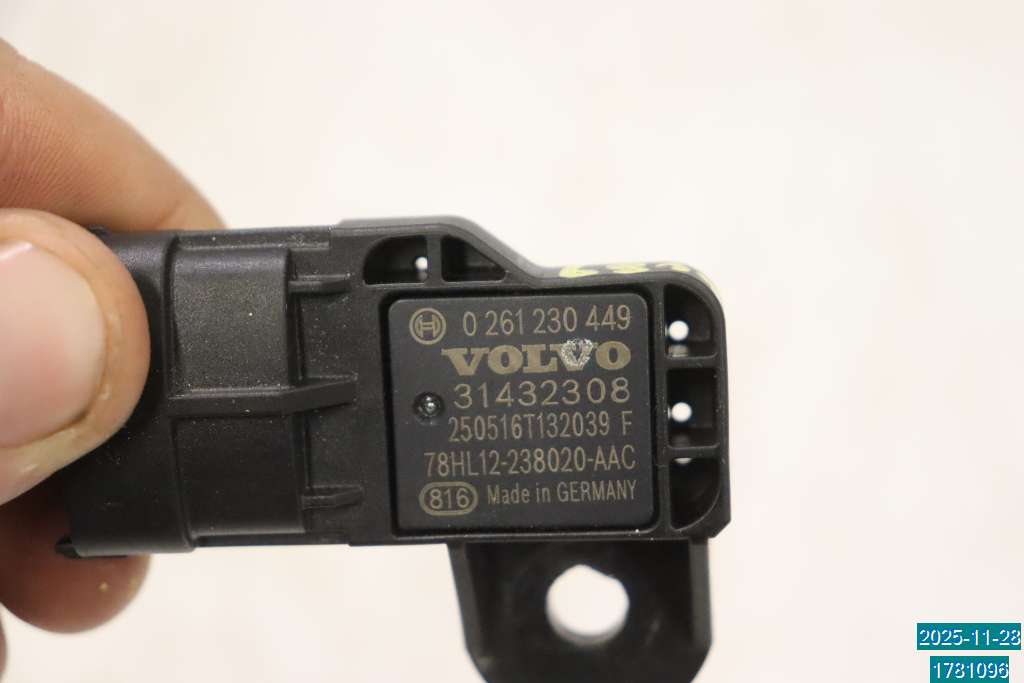 0 261 230 449
VOLVO
31432308
250516T132039 F
78HL12-238020-AAC
816 Made in GERMANY
2025-11-28
1781096